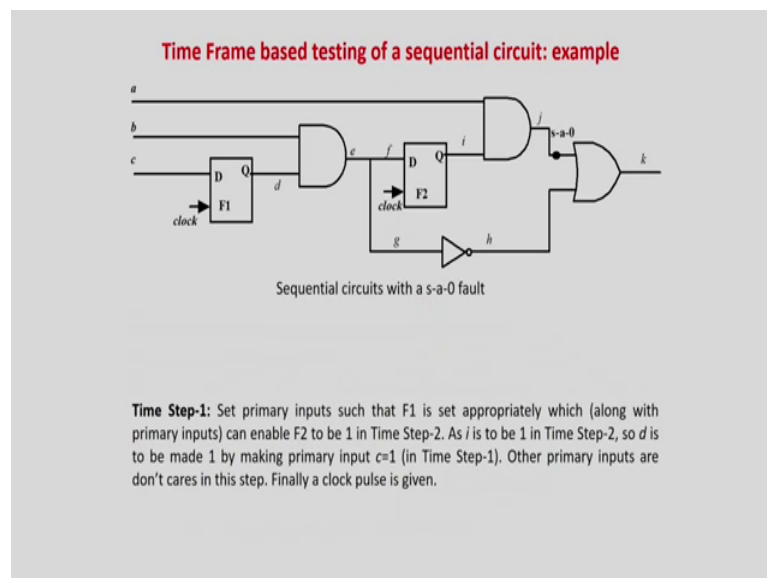 Time Frame based testing of a sequential circuit: example
a
b
c
D Q
F1
clock
d
e
f
D Q
F2
clock
i
j
s-a-0
k
g
h
Sequential circuits with a s-a-0 fault
Time Step-1: Set primary inputs such that F1 is set appropriately which (along with
primary inputs) can enable F2 to be 1 in Time Step-2. As i is to be 1 in Time Step-2, so d is
to be made 1 by making primary input c=1 (in Time Step-1). Other primary inputs are
don't cares in this step. Finally a clock pulse is given.